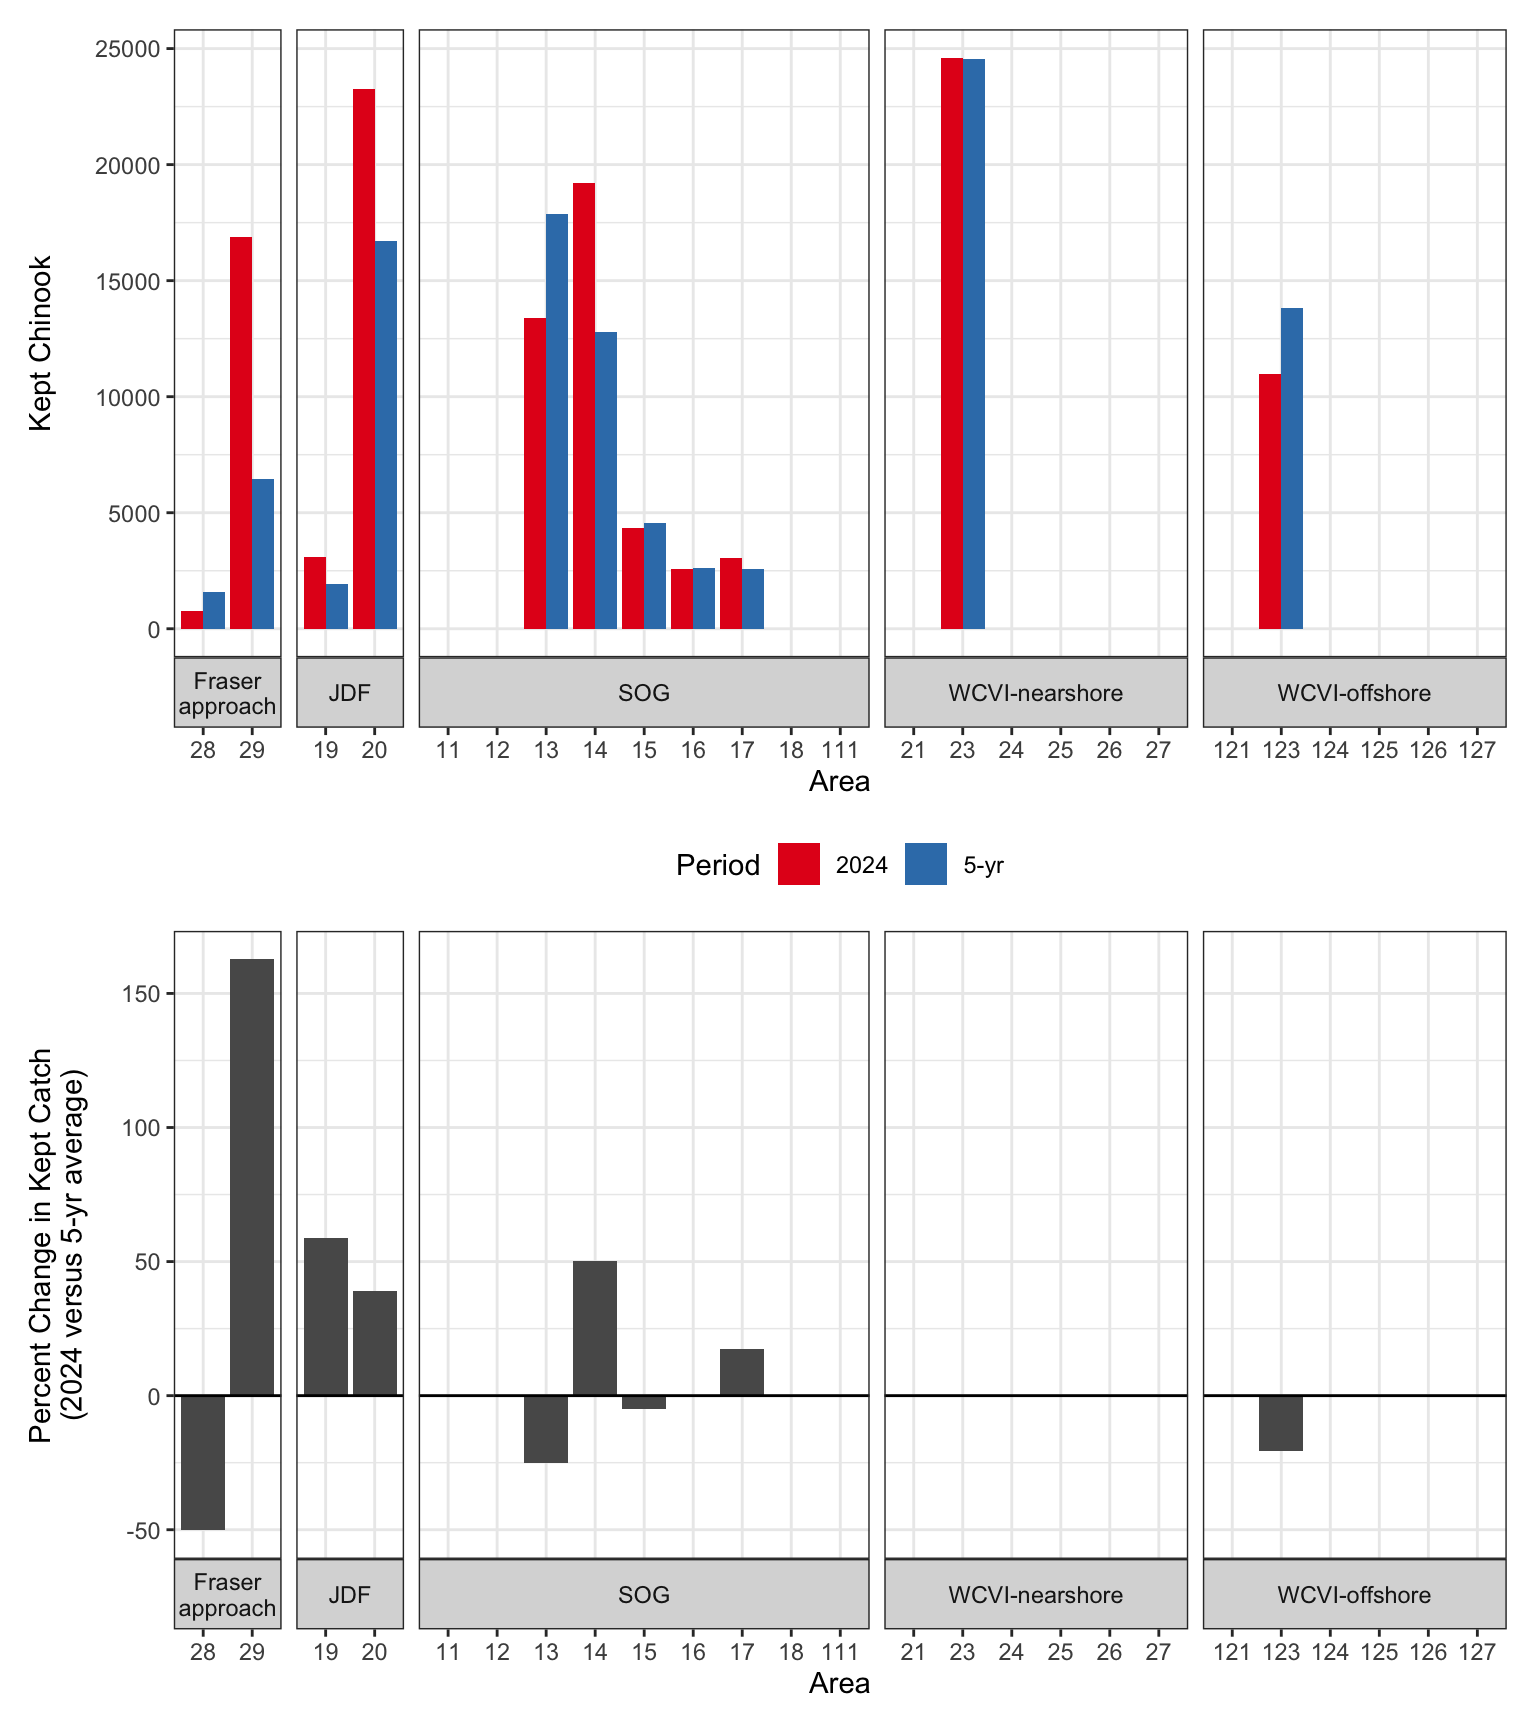 25000
20000
15000
10000
5000
0
Kept Chinook
Fraser
approach
JDF
SOG
WCVI-nearshore
WCVI-offshore
28 29 19 20 11 12 13 14 15 16 17 18 111 21 23 24 25 26 27 121 123 124 125 126 127
Area
Period 2024 5-yr
150
100
50
0
-50
Percent Change in Kept Catch
(2024 versus 5-yr average)
Fraser
approach
JDF
SOG
WCVI-nearshore
WCVI-offshore
28 29 19 20 11 12 13 14 15 16 17 18 111 21 23 24 25 26 27 121 123 124 125 126 127
Area